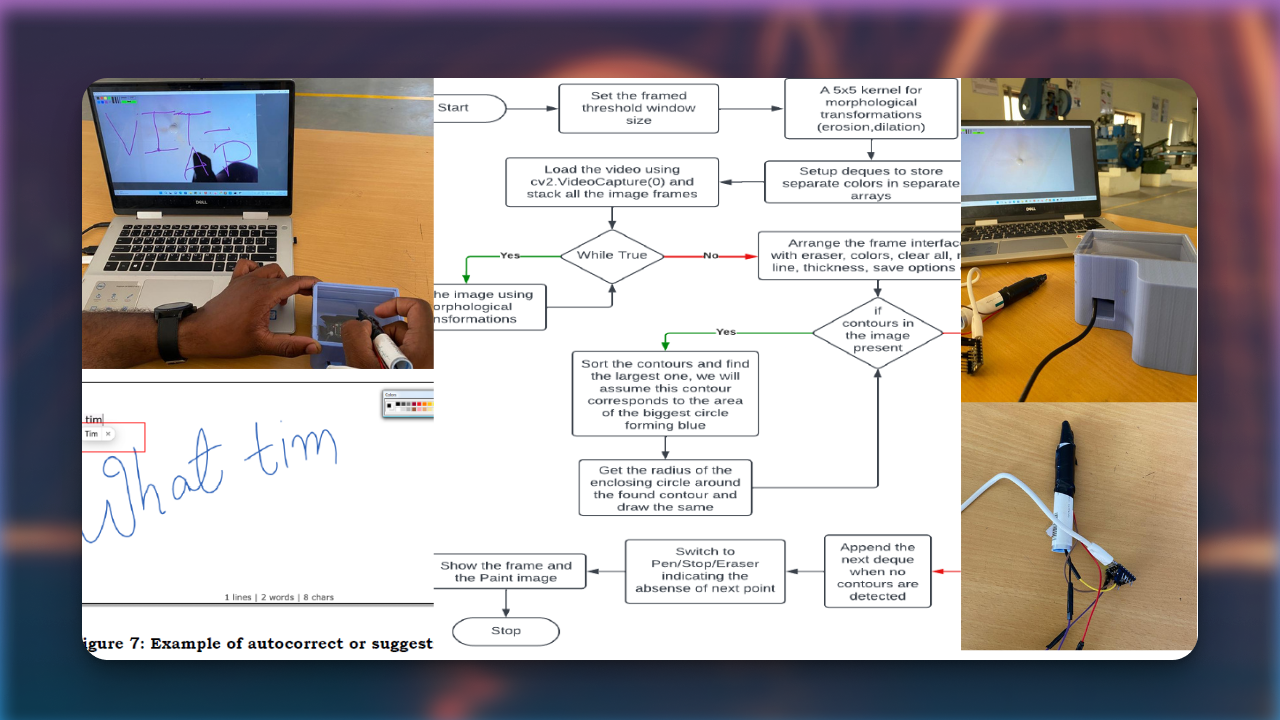 VIT-
AP
DELL
tim
Tim ×
Colors
What tim
1 lines | 2 words | 8 chars
igure 7: Example of autocorrect or suggest
Start
Set the framed
threshold window
size
A 5x5 kernel for
morphological
transformations
(erosion,dilation)
Setup deques to store
separate colors in separate
arrays
Load the video using
cv2.VideoCapture(0) and
stack all the image frames
While True
Yes
No
he image using
orphological
nsformations
Arrange the frame interfac
with eraser, colors, clear all, n
line, thickness, save options
if
contours in
the image
present
Yes
Sort the contours and find
the largest one, we will
assume this contour
corresponds to the area
of the biggest circle
forming blue
Get the radius of the
enclosing circle around
the found contour and
draw the same
Append the
next deque
when no
contours are
detected
Switch to
Pen/Stop/Eraser
indicating the
absense of next point
Show the frame and
the Paint image
Stop
DELL